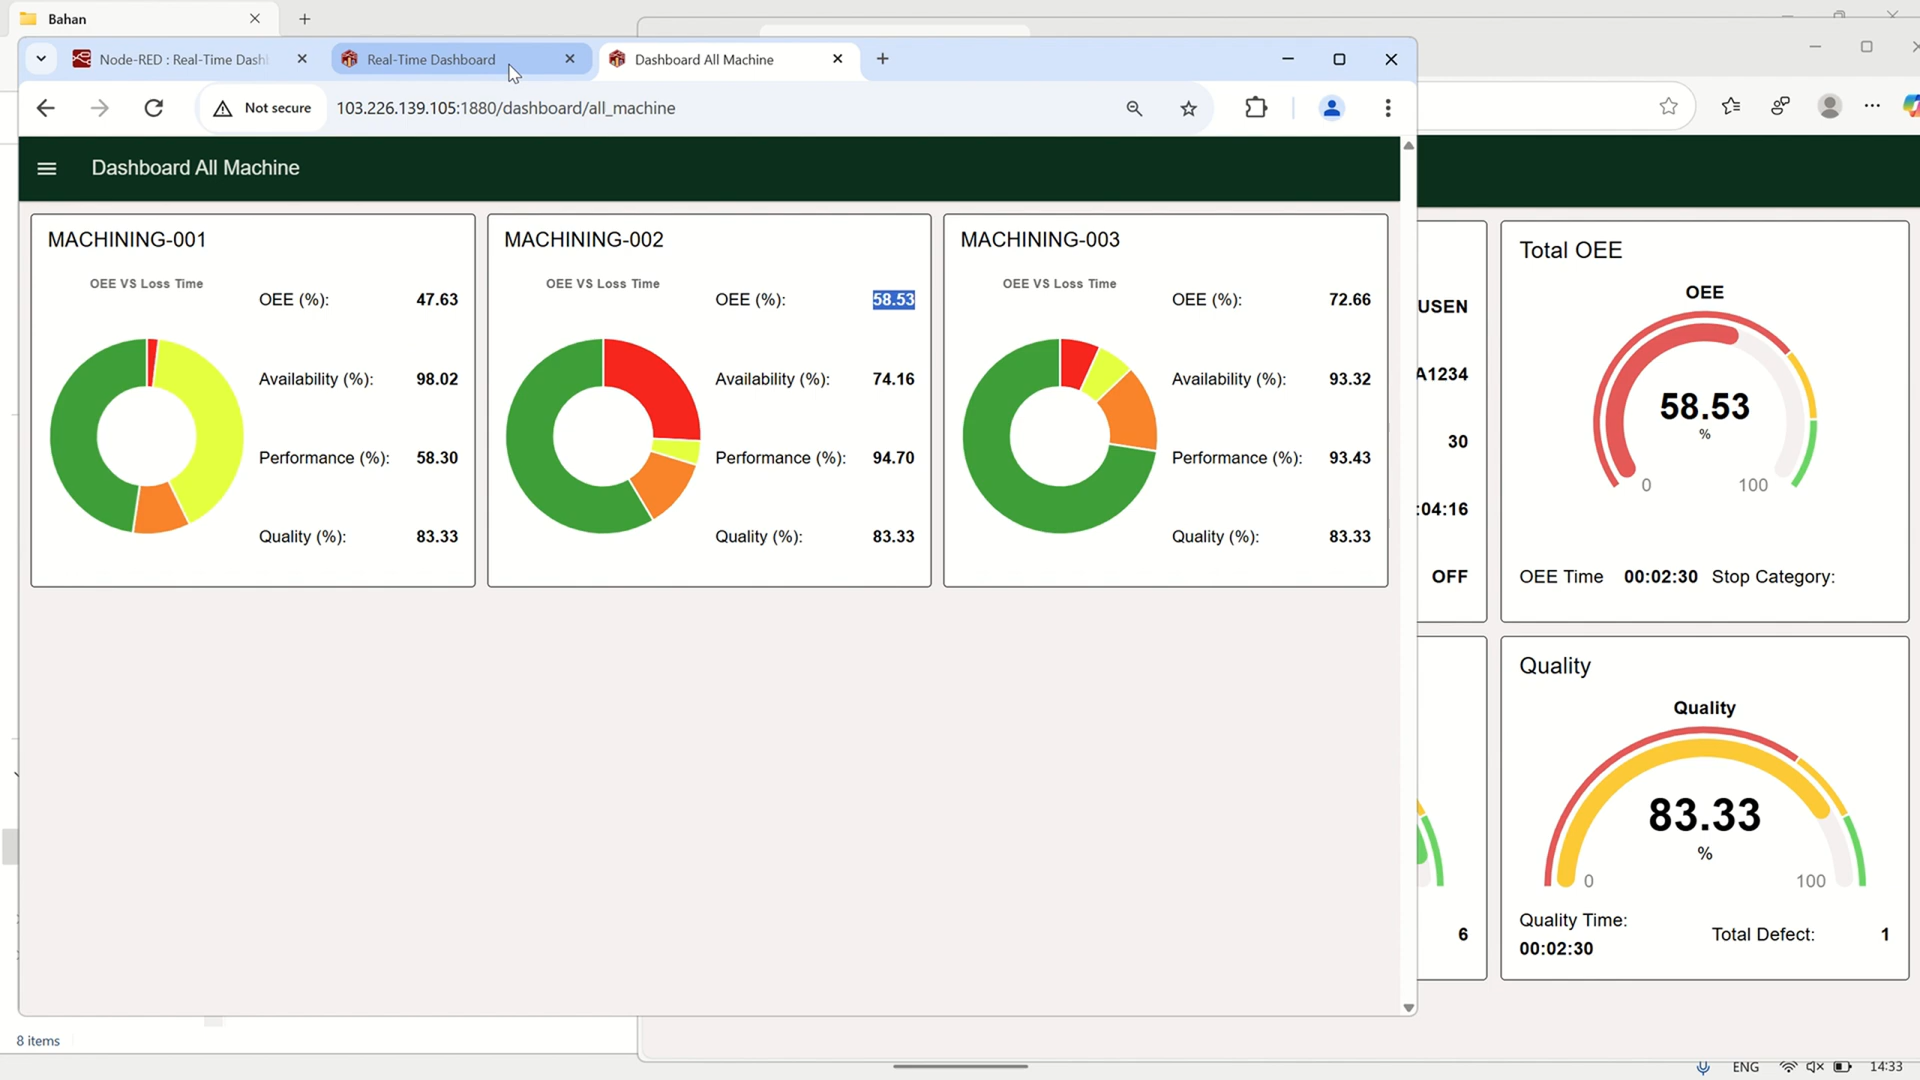 Bahan
Node-RED : Real-Time Dash
Real-Time Dashboard
Dashboard All Machine
Not secure
103.226.139.105:1880/dashboard/all_machine
Dashboard All Machine
MACHINING-001
OEE VS Loss Time
OEE (%): 47.63
Availability (%): 98.02
Performance (%): 58.30
Quality (%): 83.33
MACHINING-002
OEE VS Loss Time
OEE (%): 58.53
Availability (%): 74.16
Performance (%): 94.70
Quality (%): 83.33
MACHINING-003
OEE VS Loss Time
OEE (%): 72.66
Availability (%): 93.32
Performance (%): 93.43
Quality (%): 83.33
USEN
A1234
30
:04:16
OFF
Total OEE
OEE
58.53
%
0 100
OEE Time 00:02:30 Stop Category:
6
Quality
Quality
83.33
%
0 100
Quality Time:
00:02:30
Total Defect: 1
8 items
ENG
14:33